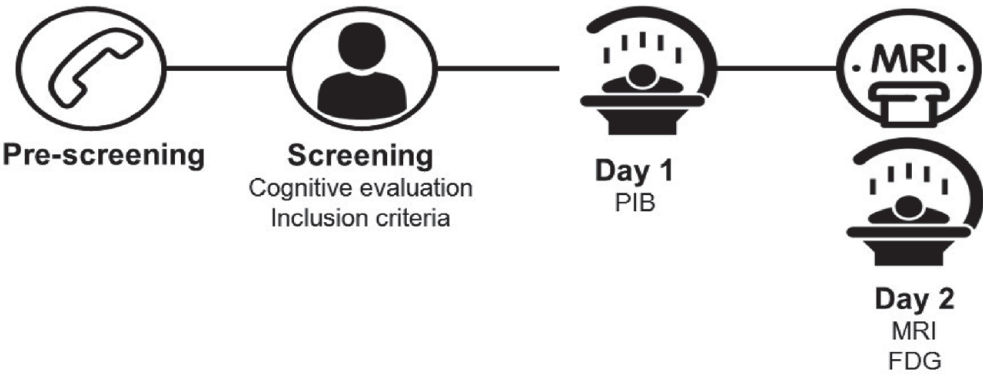 Pre-screening
Screening
Cognitive evaluation
Inclusion criteria
Day 1
PIB
MRI
Day 2
MRI
FDG